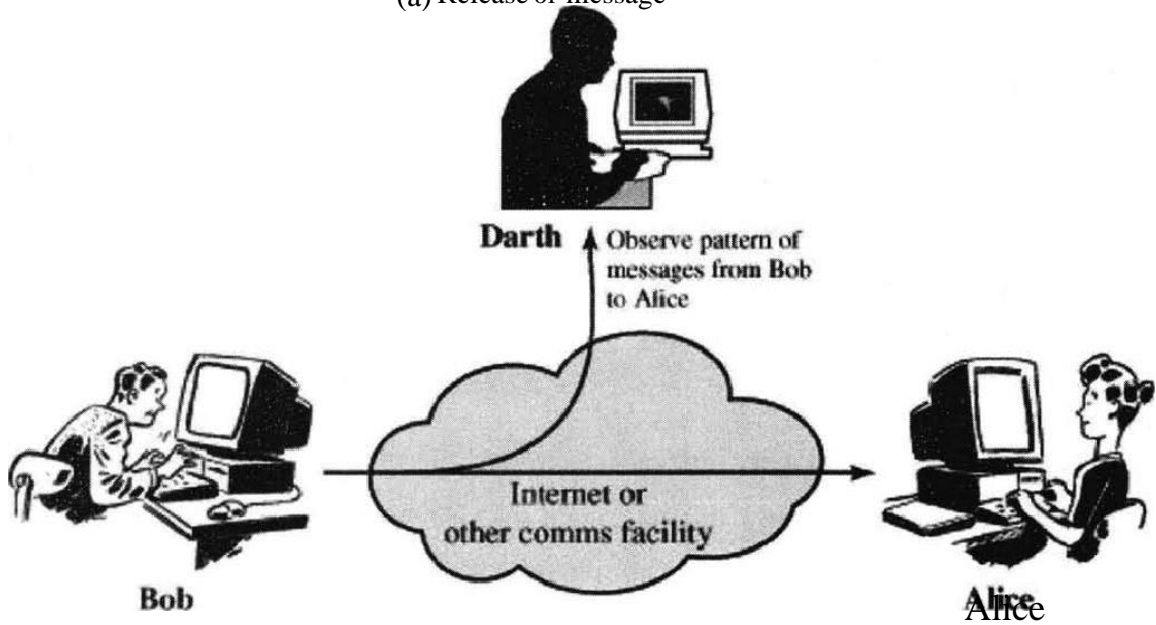 (a) Release of message
Darth
Observe pattern of
messages from Bob
to Alice
Internet or
other comms facility
Bob
Alice
Alice